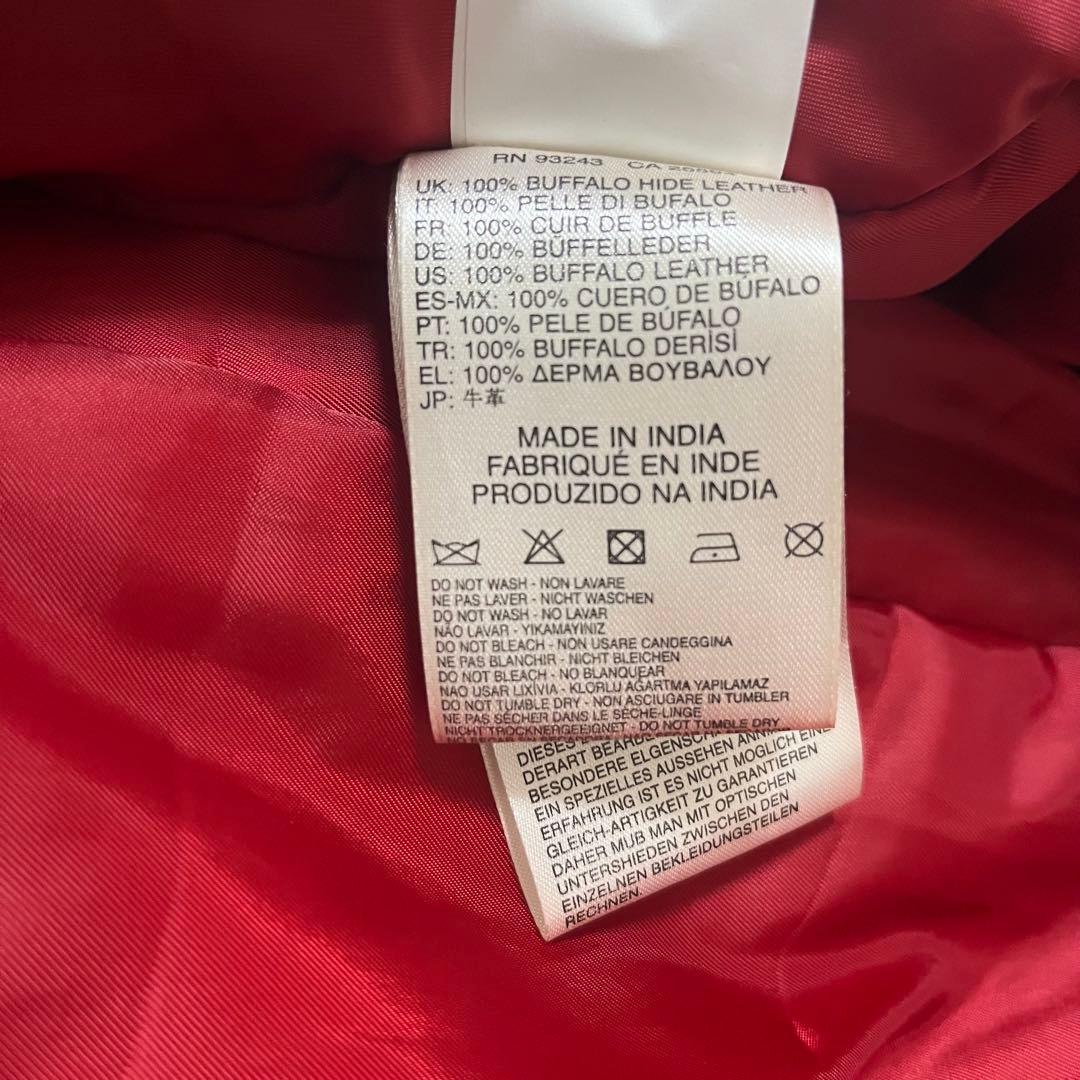 RN 93243 CA
UK: 100% BUFFALO HIDE LEATHER
IT: 100% PELLE DI BUFALO
FR: 100% CUIR DE BUFFLE
DE: 100% BÜFFELLEDER
US: 100% BUFFALO LEATHER
ES-MX: 100% CUERO DE BÚFALO
PT: 100% PELE DE BÚFALO
TR: 100% BUFFALO DERİSİ
EL: 100% ΔΕΡΜΑ ΒΟΥΒΑΛΟΥ
JP: 牛革
MADE IN INDIA
FABRIQUÉ EN INDE
PRODUZIDO NA INDIA
DO NOT WASH - NON LAVARE
NE PAS LAVER - NICHT WASCHEN
DO NOT WASH - NO LAVAR
NÃO LAVAR - YIKAMAYINIZ
DO NOT BLEACH - NON USARE CANDEGGINA
NE PAS BLANCHIR - NICHT BLEICHEN
DO NOT BLEACH - NO BLANQUEAR
NAO USAR LIXÍVIA - KLORLU AĞARTMA YAPILAMAZ
DO NOT TUMBLE DRY - NON ASCIUGARE IN TUMBLER
NE PAS SÉCHER DANS LE SÈCHE-LINGE
NICHT TROCKNERGEEIGNET - DO NOT TUMBLE DRY
DERART
BESONDERE
EIN SPEZIELLES AUSSEHEN
ERFAHRUNG IST ES NICHT MÖGLICH EINE
GLEICH-ARTIGKEIT ZU GARANTIEREN
DAHER MUß MAN MIT OPTISCHEN
UNTERSHIEDEN ZWISCHEN DEN
EINZELNEN BEKLEIDUNGSTEILEN
RECHNEN.